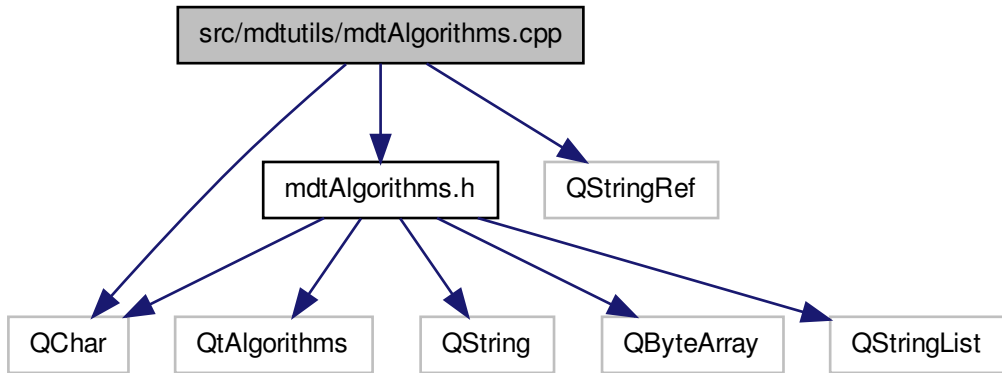 src/mdtutils/mdtAlgorithms.cpp
mdtAlgorithms.h
QStringRef
QChar
QtAlgorithms
QString
QByteArray
QStringList